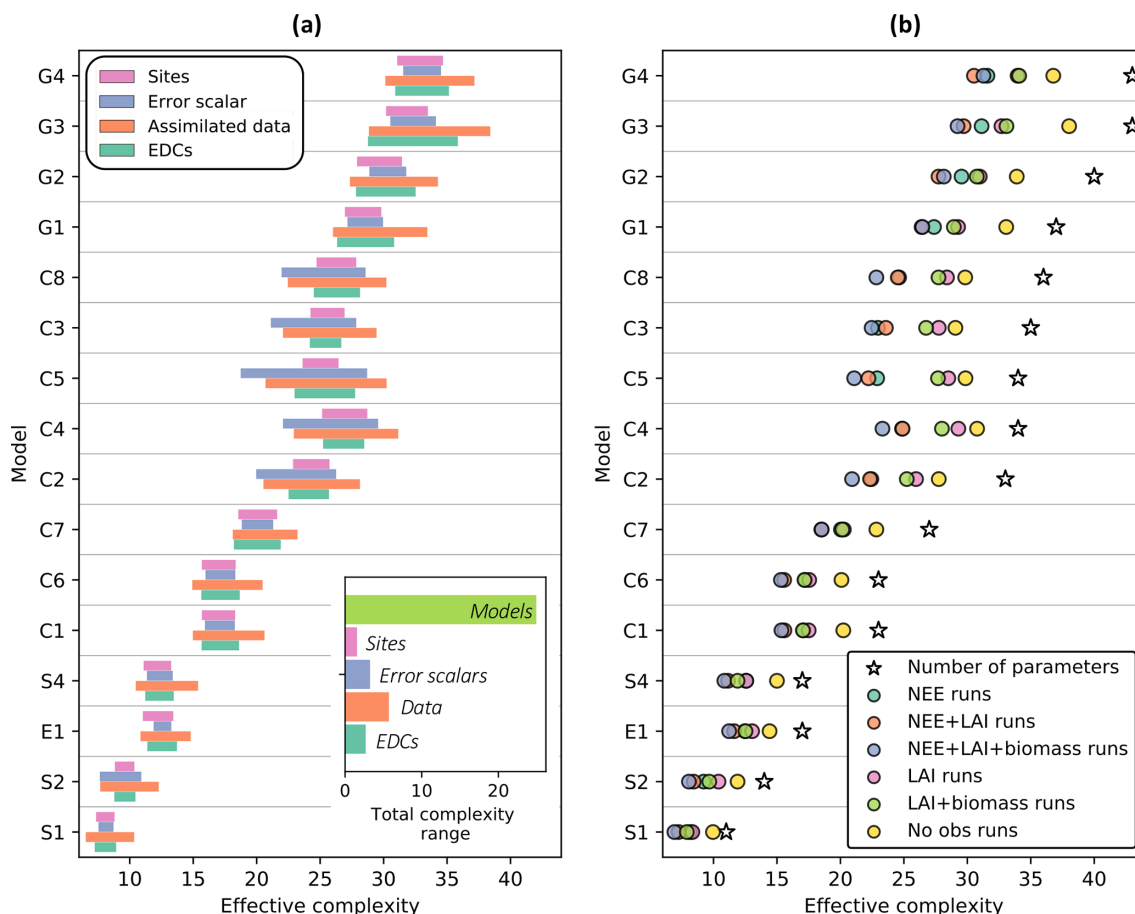 (a)
Sites
Error scalar
Assimilated data
EDCs
G4
G3
G2
G1
C8
C3
C5
C4
C2
C7
C6
C1
S4
E1
S2
S1
Model
10
15
20
25
30
35
40
Effective complexity
Models
Sites
Error scalars
Data
EDCs
0
10
20
Total complexity
range
(b)
G4
G3
G2
G1
C8
C3
C5
C4
C2
C7
C6
C1
S4
E1
S2
S1
Model
Number of parameters
NEE runs
NEE+LAI runs
NEE+LAI+biomass runs
LAI runs
LAI+biomass runs
No obs runs
10
15
20
25
30
35
40
Effective complexity